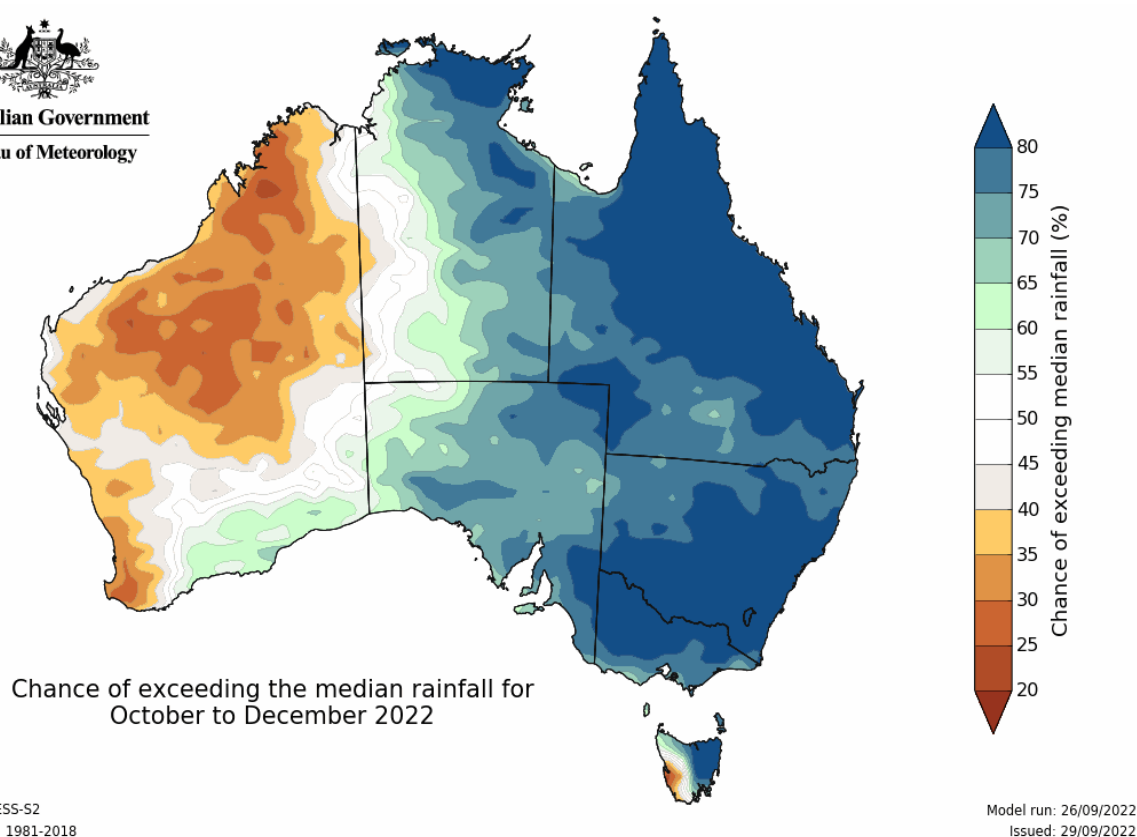 lian Government
u of Meteorology
80
75
70
65
60
55
50
45
40
35
30
25
20
Chance of exceeding median rainfall (%)
Chance of exceeding the median rainfall for
October to December 2022
ESS-S2
1981-2018
Model run: 26/09/2022
Issued: 29/09/2022